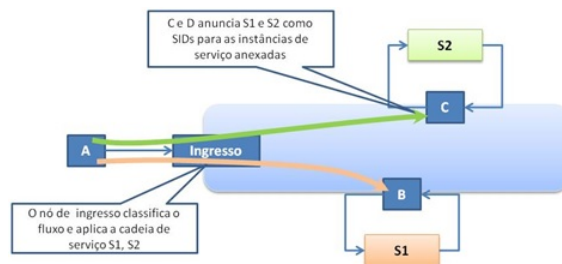 C e D anuncia S1 e S2 como
SIDs para as instâncias de
serviço anexadas
S2
C
A
Ingresso
B
O nó de ingresso classifica o
fluxo e aplica a cadeia de
serviço S1, S2
S1